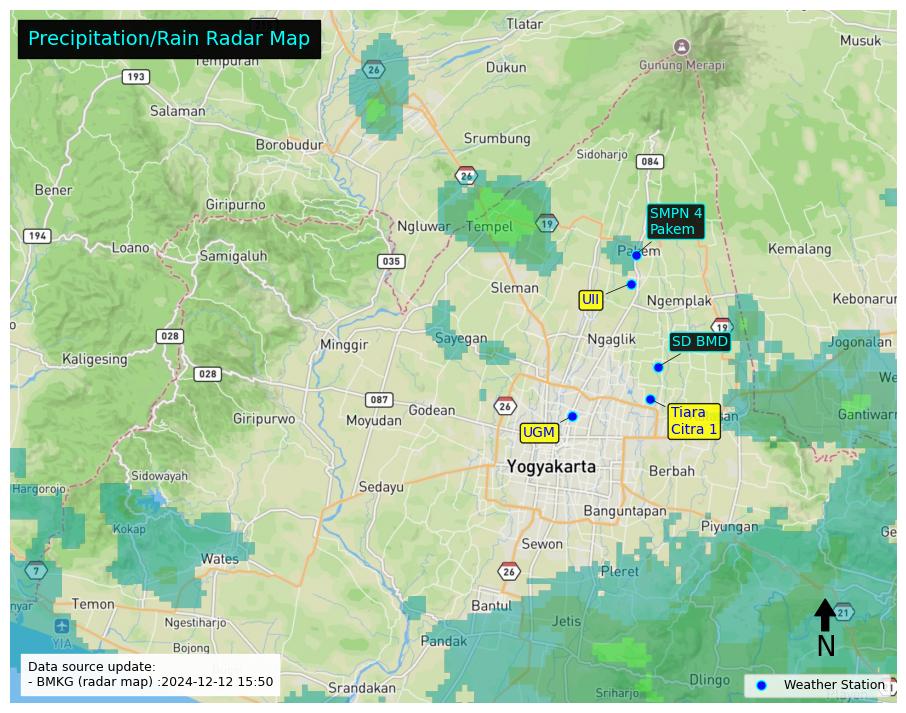 Precipitation/Rain Radar Map
Tlatar
Musuk
Gunung Merapi
26
Dukun
193
Salaman
Borobudur
Srumbung
Sidoharjo
084
26
Bener
Giripurno
SMPN 4
Pakem
194
Ngluwar
Tempel
19
Loano
Samigaluh
035
Pakem
Kemalang
Sleman
UII
Ngemplak
Kebonarun
Kaligesing
028
Minggir
Sayegan
Ngaglik
19
SD BMD
Jogonalan
028
087
Godean
26
Giripurwo
Moyudan
UGM
Tiara
Citra 1
Gantiwarn
Yogyakarta
Berbah
Sidowayah
Hargorojo
Sedayu
Banguntapan
Kokap
Piyungan
Wates
Sewon
7
26
Pleret
Temon
Bantul
Ngestiharjo
Jetis
21
YIA
Bojong
Pandak
N
Data source update:
- BMKG (radar map) :2024-12-12 15:50
Srandakan
Sriharjo
Dlingo
Weather Station